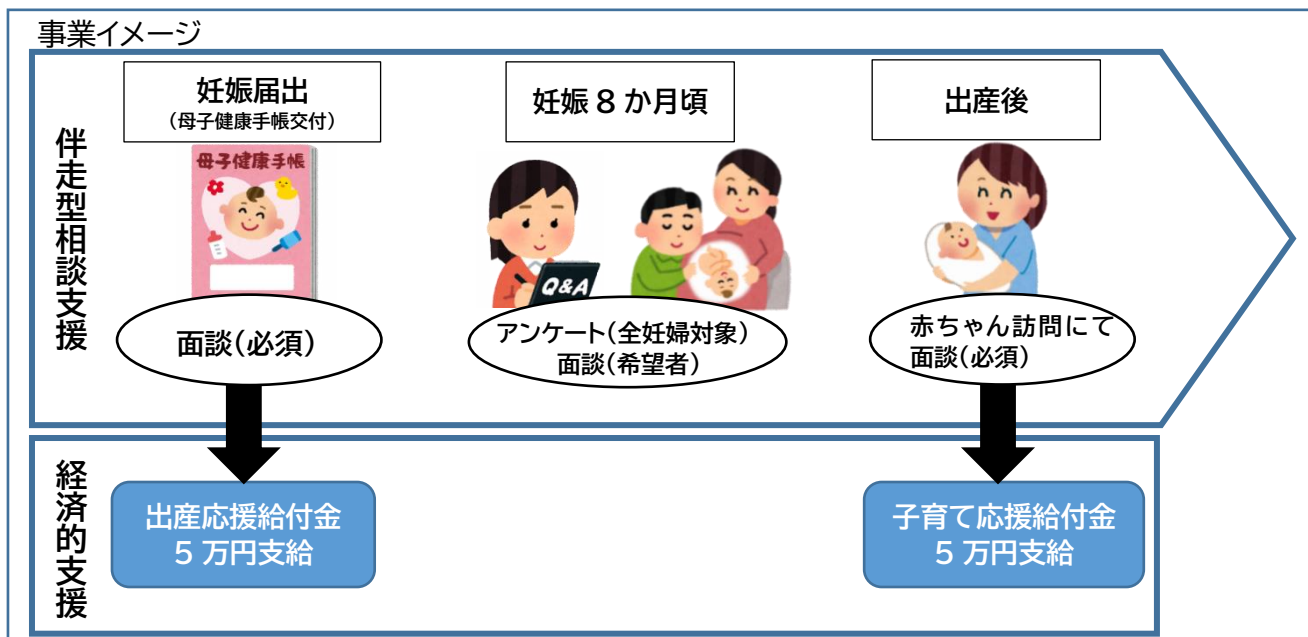 事業イメージ
伴走型相談支援
妊娠届出
（母子健康手帳交付）
母子健康手帳
面談（必須）
妊娠８か月頃
Q&A
アンケート（全妊婦対象）
面談（希望者）
出産後
赤ちゃん訪問にて
面談（必須）
経済的支援
出産応援給付金
５万円支給
子育て応援給付金
５万円支給